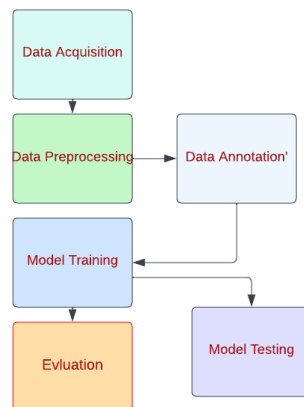 Data Acquisition
Data Preprocessing
Data Annotation'
Model Training
Evluation
Model Testing